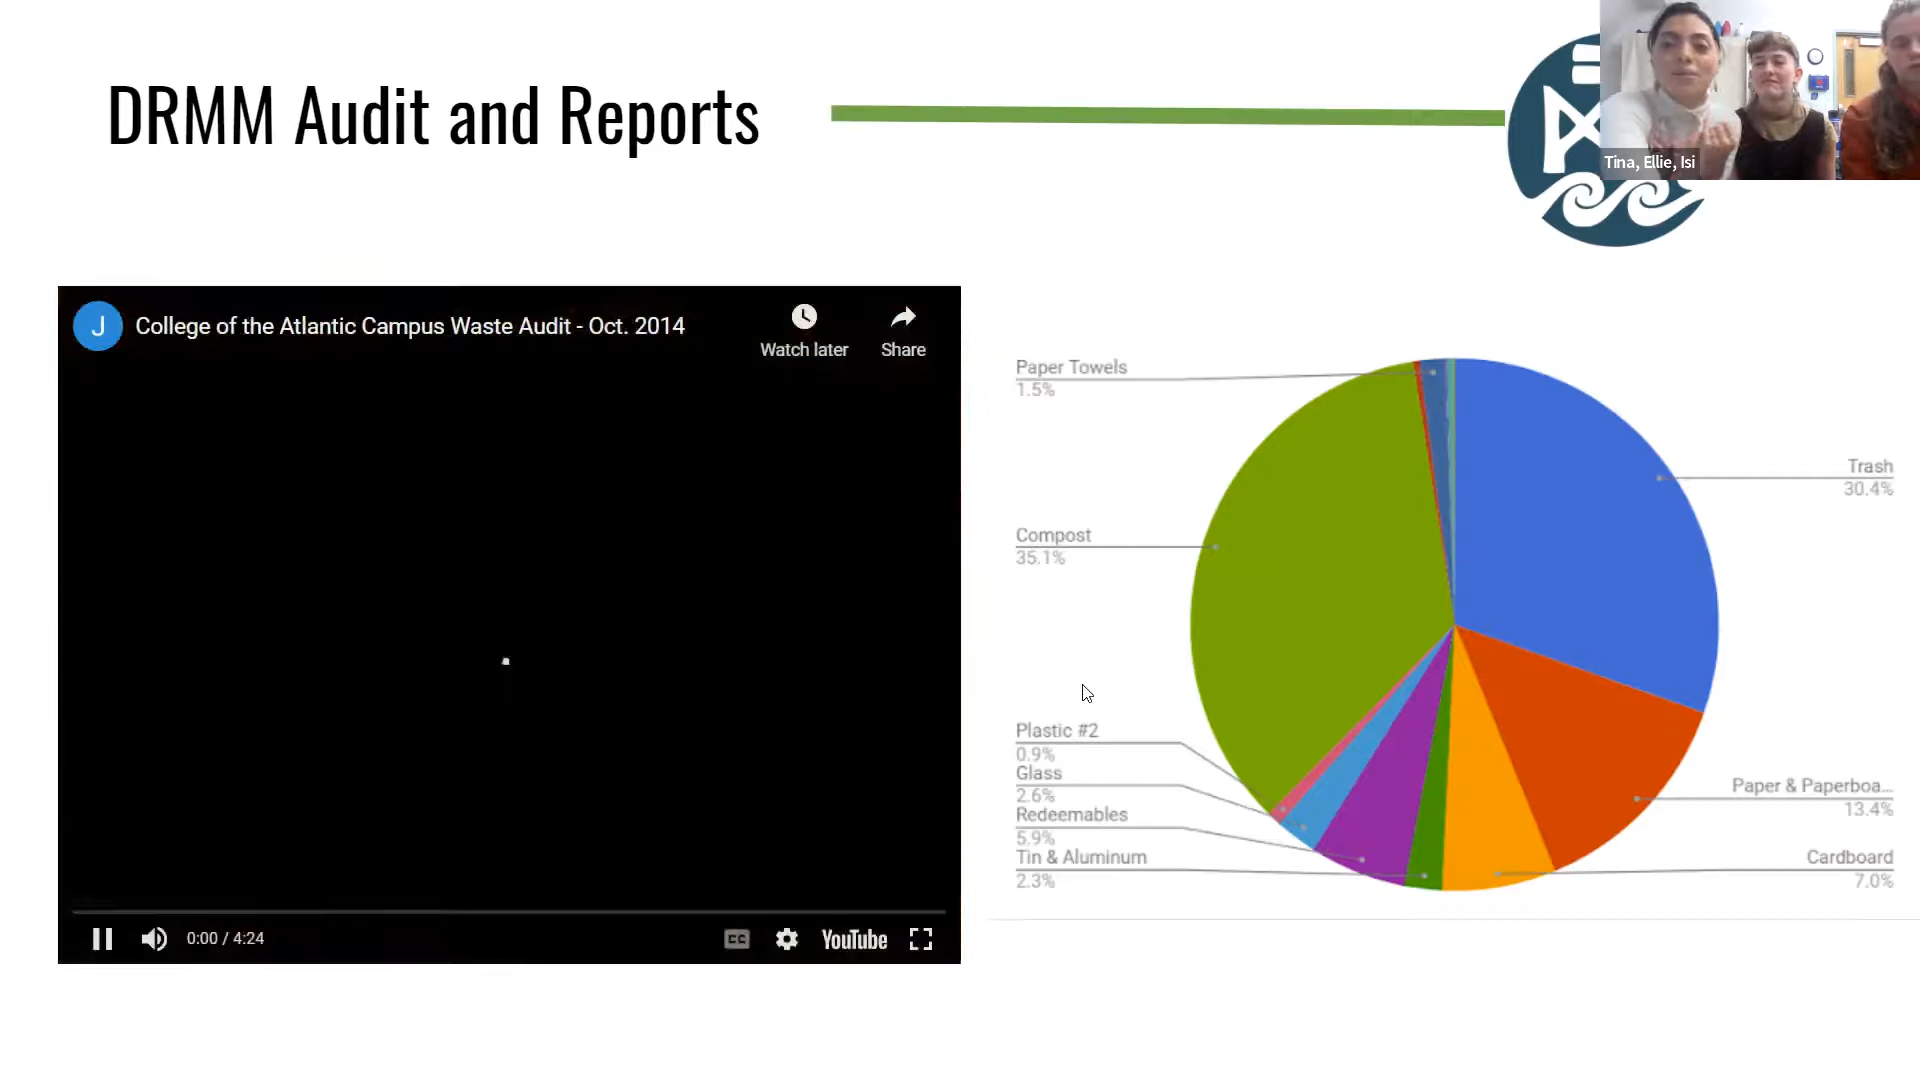 DRMM Audit and Reports
Tina, Ellie, Isi
J
College of the Atlantic Campus Waste Audit - Oct. 2014
Watch later
Share
0:00 / 4:24
CC
YouTube
Paper Towels
1.5%
Trash
30.4%
Compost
35.1%
Plastic #2
0.9%
Glass
2.6%
Redeemables
5.9%
Tin & Aluminum
2.3%
Paper & Paperboa...
13.4%
Cardboard
7.0%